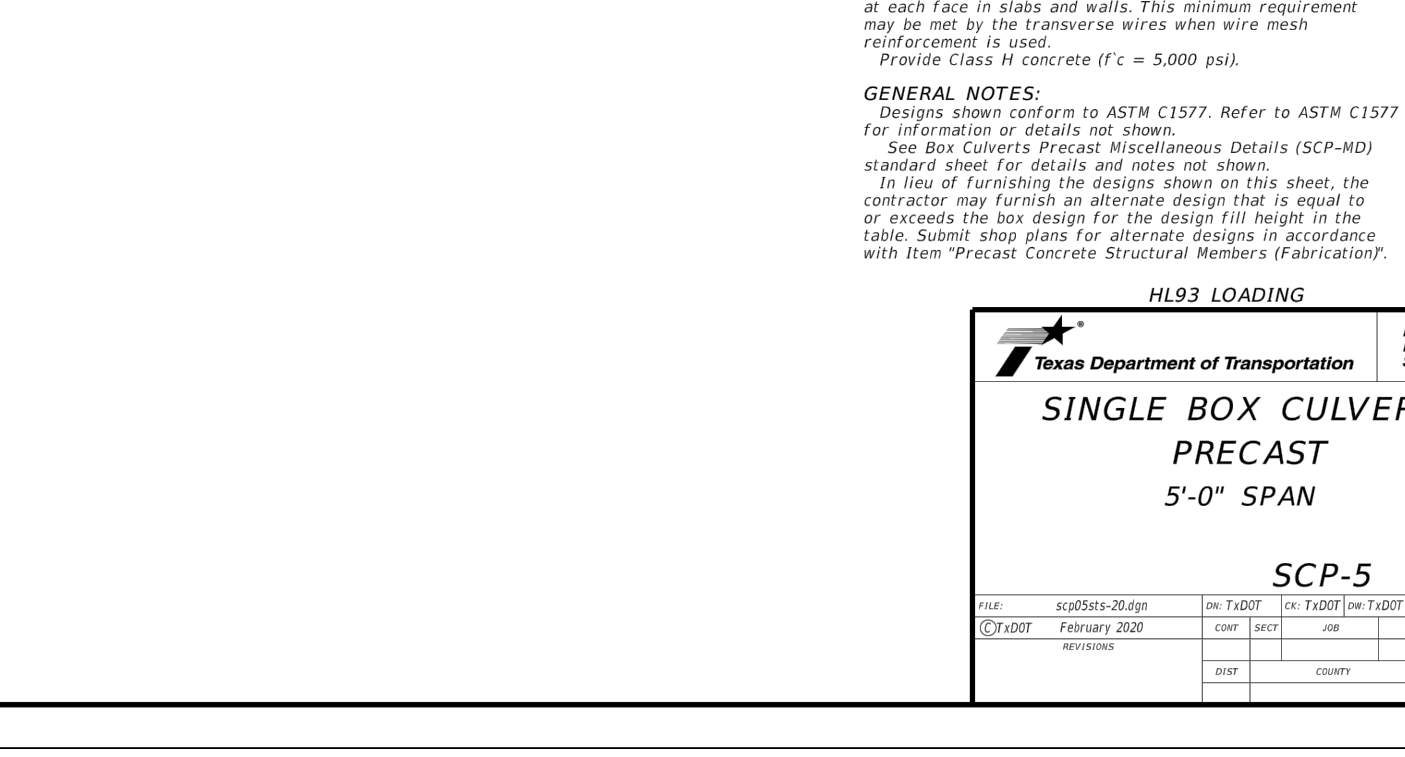 at each face in slabs and walls. This minimum requirement
may be met by the transverse wires when wire mesh
reinforcement is used.
Provide Class H concrete (f`c = 5,000 psi).
GENERAL NOTES:
Designs shown conform to ASTM C1577. Refer to ASTM C1577
for information or details not shown.
See Box Culverts Precast Miscellaneous Details (SCP-MD)
standard sheet for details and notes not shown.
In lieu of furnishing the designs shown on this sheet, the
contractor may furnish an alternate design that is equal to
or exceeds the box design for the design fill height in the
table. Submit shop plans for alternate designs in accordance
with Item "Precast Concrete Structural Members (Fabrication)".
HL93 LOADING
®
Texas Department of Transportation
SINGLE BOX CULVER
PRECAST
5'-0" SPAN
SCP-5
FILE: scp05sts-20.dgn DN: TxDOT CK: TxDOT DW: TxDOT
©TxDOT February 2020 CONT SECT JOB
REVISIONS
DIST COUNTY